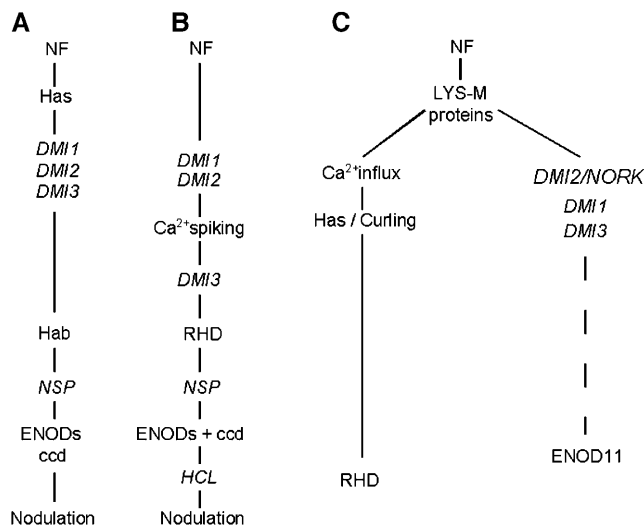 A
NF
Has
DMI1
DMI2
DMI3
Hab
NSP
ENODs
ccd
Nodulation
B
NF
DMI1
DMI2
Ca²⁺spiking
DMI3
RHD
NSP
ENODs + ccd
HCL
Nodulation
C
NF
LYS-M
proteins
Ca²⁺influx
Has / Curling
RHD
DMI2/NORK
DMI1
DMI3
ENOD11